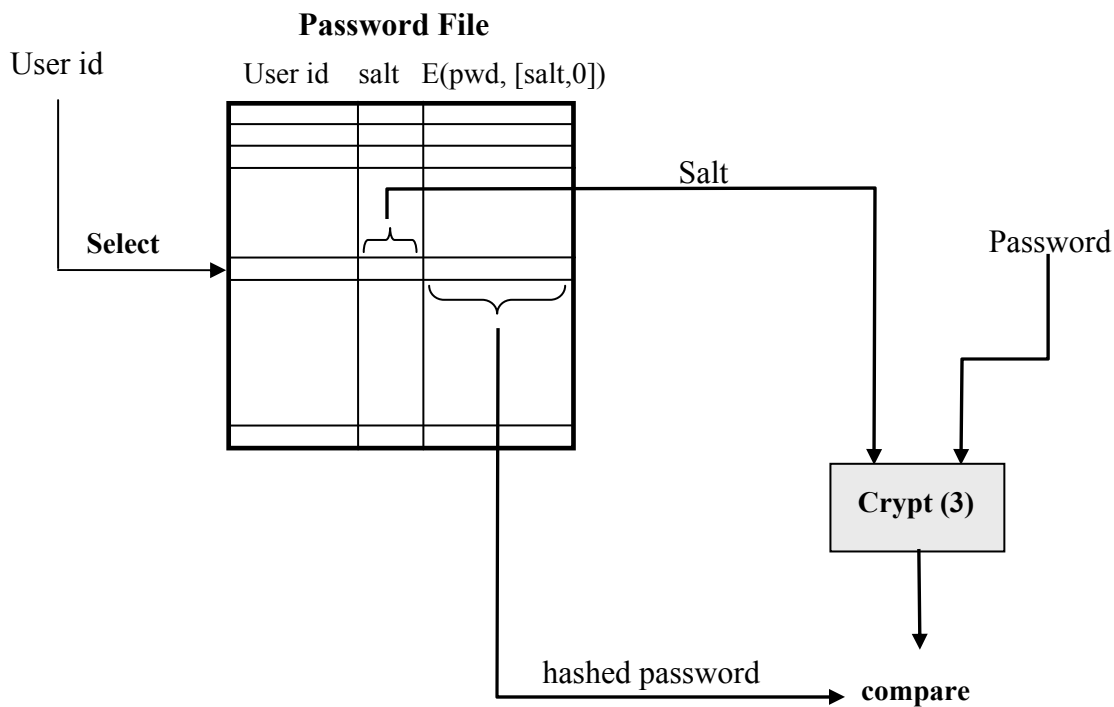 Password File
User id
User id salt E(pwd, [salt,0])
Salt
Select
Password
Crypt (3)
hashed password
compare